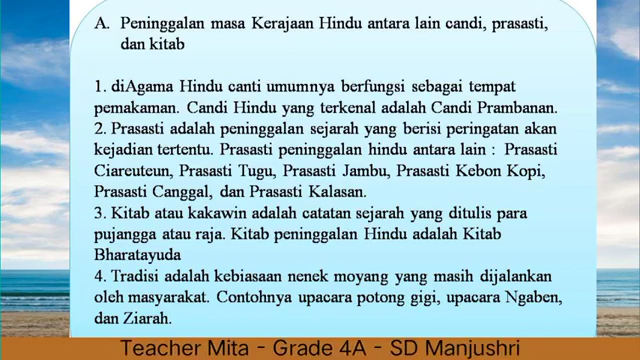 A. Peninggalan masa Kerajaan Hindu antara lain candi, prasasti,
dan kitab
1. diAgama Hindu canti umumnya berfungsi sebagai tempat
pemakaman. Candi Hindu yang terkenal adalah Candi Prambanan.
2. Prasasti adalah peninggalan sejarah yang berisi peringatan akan
kejadian tertentu. Prasasti peninggalan hindu antara lain : Prasasti
Ciareuteun, Prasasti Tugu, Prasasti Jambu, Prasasti Kebon Kopi,
Prasasti Canggal, dan Prasasti Kalasan.
3. Kitab atau kakawin adalah catatan sejarah yang ditulis para
pujangga atau raja. Kitab peninggalan Hindu adalah Kitab
Bharatayuda
4. Tradisi adalah kebiasaan nenek moyang yang masih dijalankan
oleh masyarakat. Contohnya upacara potong gigi, upacara Ngaben,
dan Ziarah.
Teacher Mita - Grade 4A - SD Manjushri